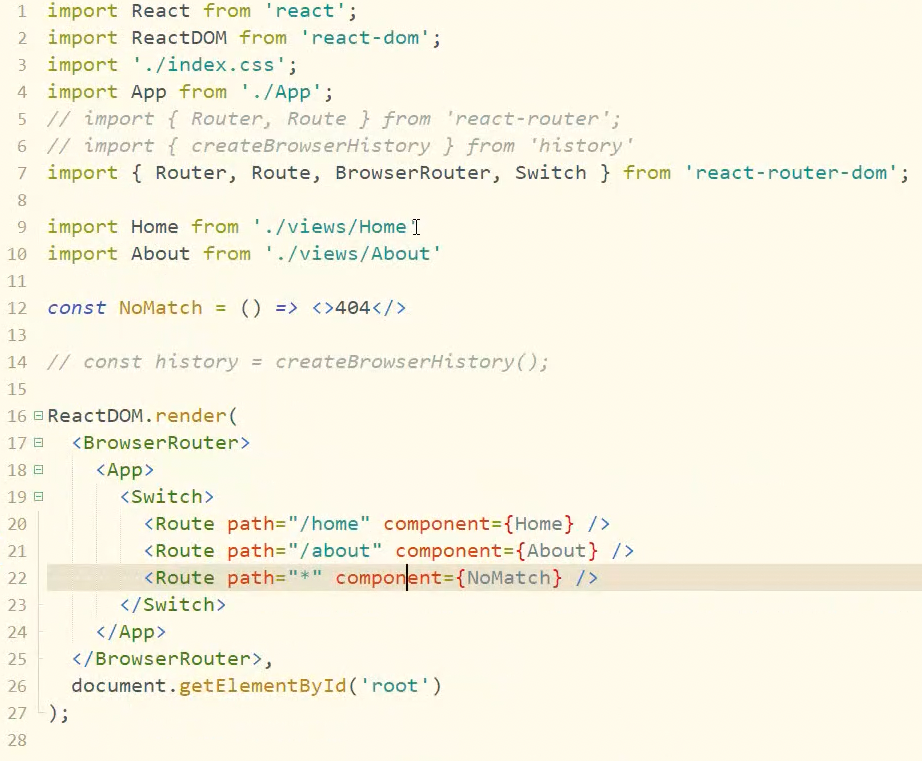 1 import React from 'react';
2 import ReactDOM from 'react-dom';
3 import './index.css';
4 import App from './App';
5 // import { Router, Route } from 'react-router';
6 // import { createBrowserHistory } from 'history'
7 import { Router, Route, BrowserRouter, Switch } from 'react-router-dom';
8
9 import Home from './views/Home'
10 import About from './views/About'
11
12 const NoMatch = () => <>404</>
13
14 // const history = createBrowserHistory();
15
16 ReactDOM.render(
17   <BrowserRouter>
18     <App>
19       <Switch>
20         <Route path="/home" component={Home} />
21         <Route path="/about" component={About} />
22         <Route path="*" component={NoMatch} />
23       </Switch>
24     </App>
25   </BrowserRouter>,
26   document.getElementById('root')
27 );
28